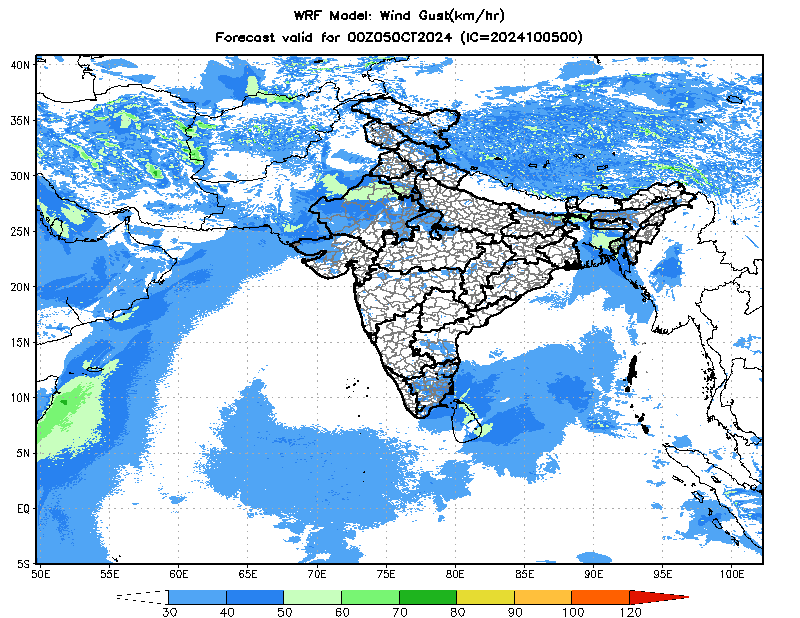 WRF Model: Wind Gust(km/hr)
Forecast valid for 00Z05OCT2024 (IC=2024100500)
40N
35N
30N
25N
20N
15N
10N
5N
EQ
5S
50E 55E 60E 65E 70E 75E 80E 85E 90E 95E 100E
30 40 50 60 70 80 90 100 120